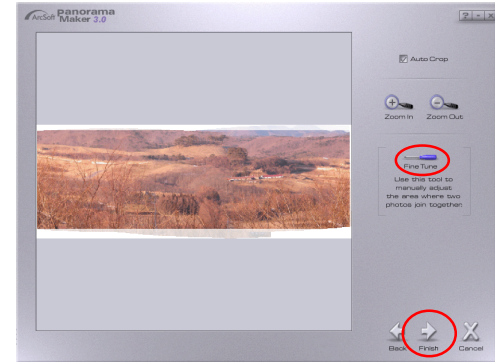 ArcSoft Panorama
Maker 3.0
? - X
Auto Crop
Zoom In Zoom Out
Fine Tune
Use this tool to
manually adjust
the area where two
photos join together.
Back Finish Cancel